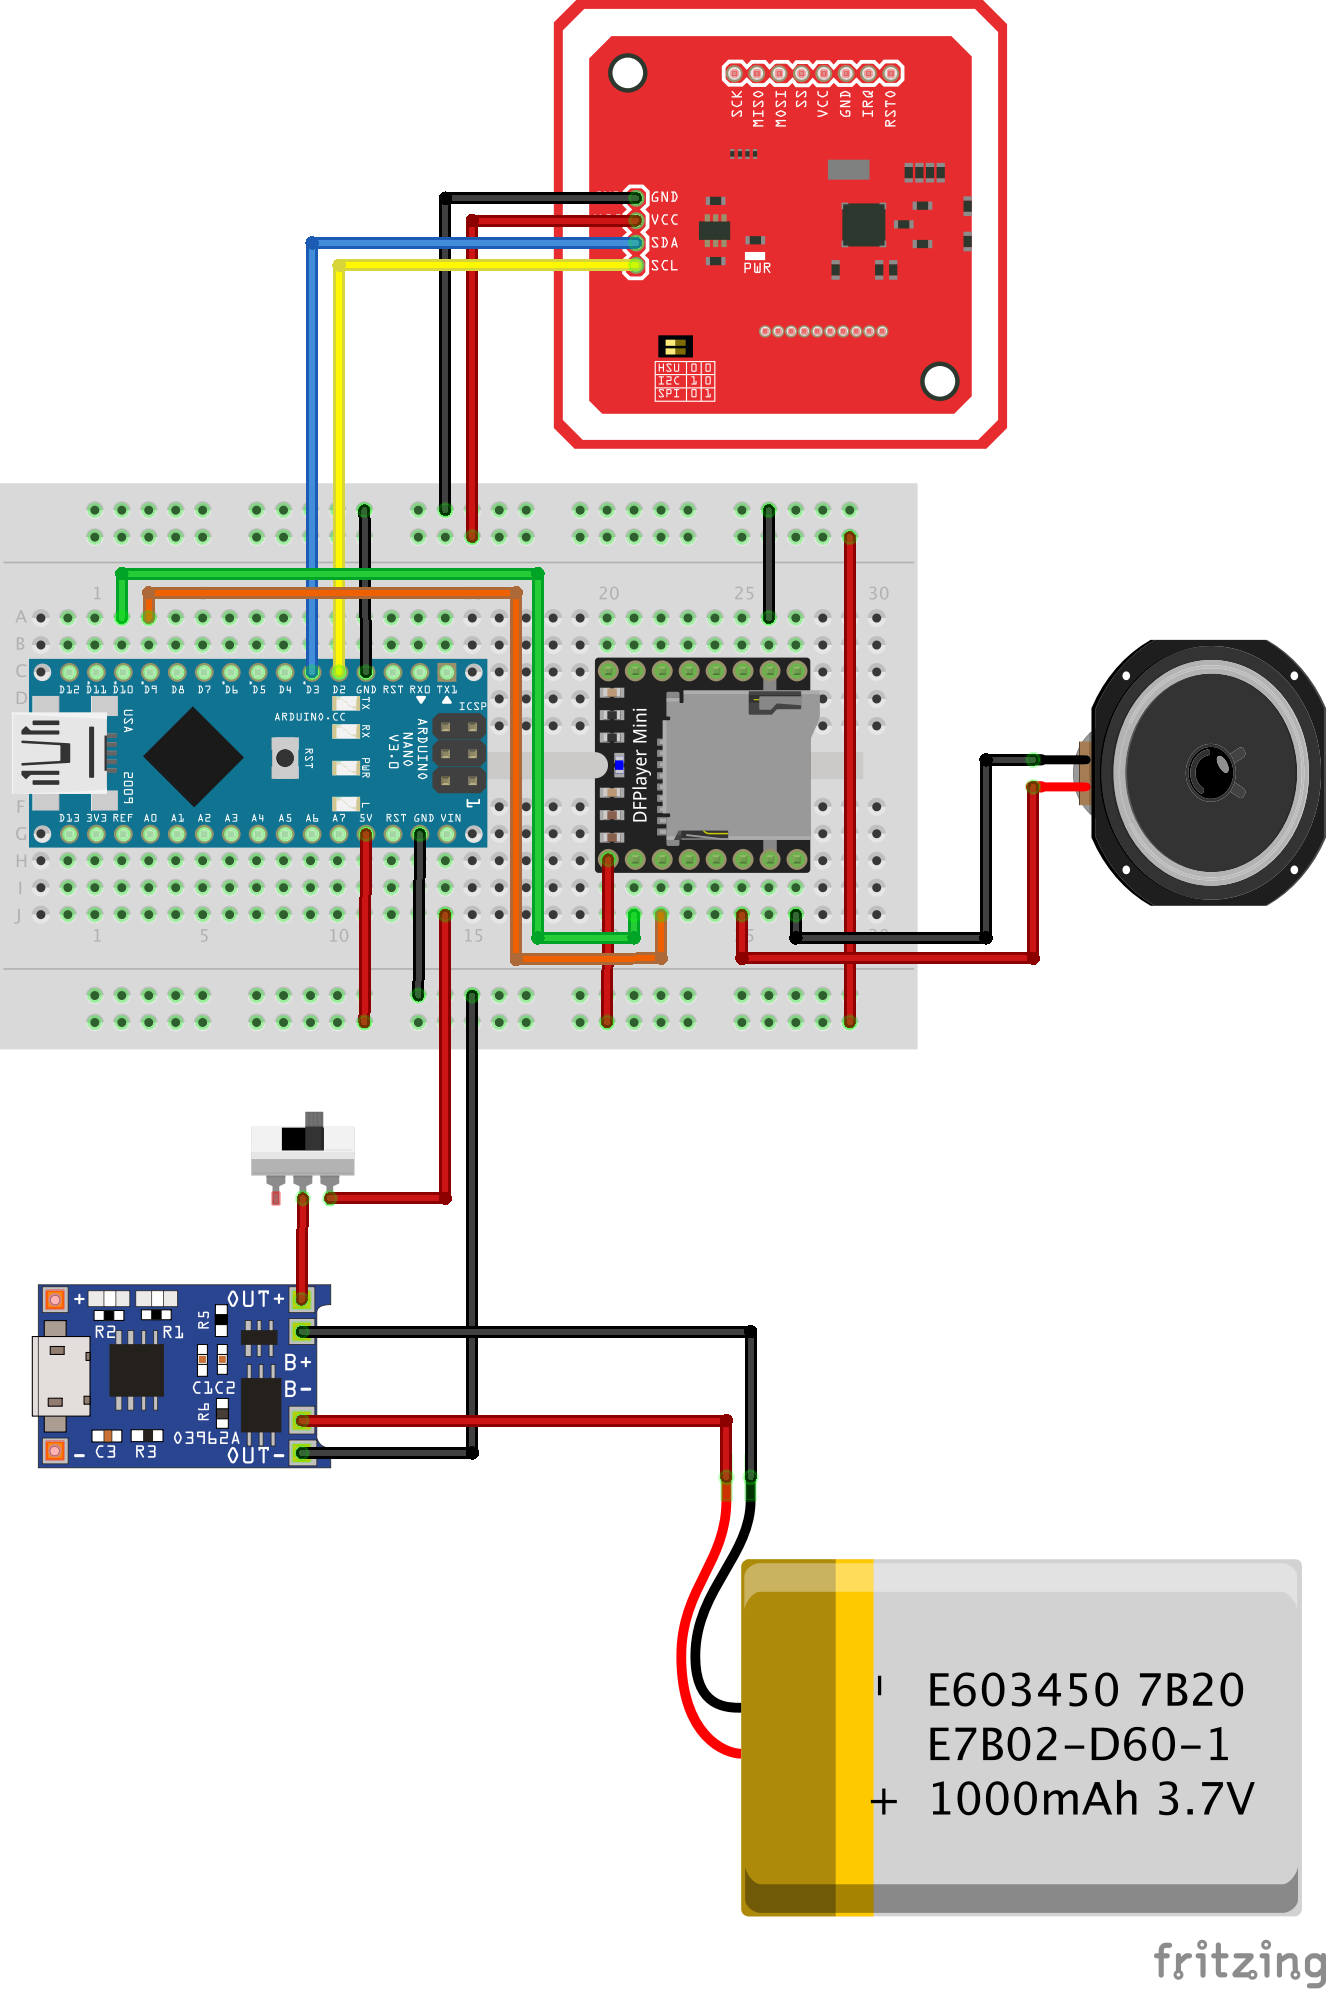 SCK
MISO
MOSI
SS
VCC
GND
IRQ
RSTO
GND
VCC
SDA
SCL
PWR
HSU 0 0
I2C 1 0
SPI 0 1
1 20 25 30
A
B
C
D
D12 D11 D10 D9 D8 D7 D6 D5 D4 D3 D2 GND RST RX0 TX1
USA
2009
ARDUINO.CC
RST
TX
RX
PWR
L
ARDUINO
NANO
V3.0
ICSP
1
D13 3V3 REF A0 A1 A2 A3 A4 A5 A6 A7 5V RST GND VIN
DFPlayer Mini
F
G
H
I
J
1 5 10 15
OUT+
B+
B-
OUT-
+
-
R2
R1
R5
C1 C2
R6
C3
R3
03962A
- E603450 7B20
E7B02-D60-1
+ 1000mAh 3.7V
fritzing